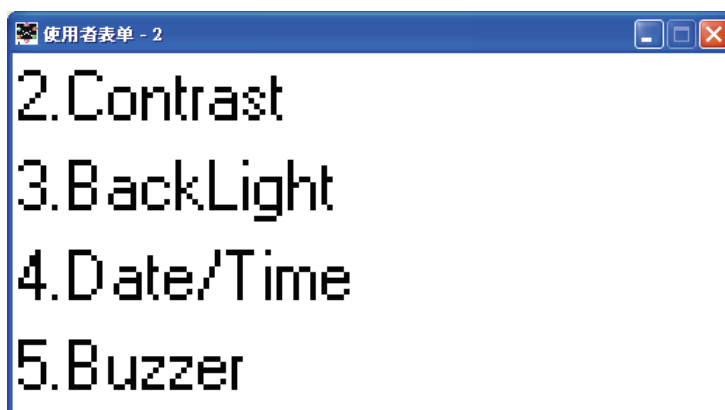 使用者表单 - 2
2.Contrast
3.BackLight
4.Date/Time
5.Buzzer